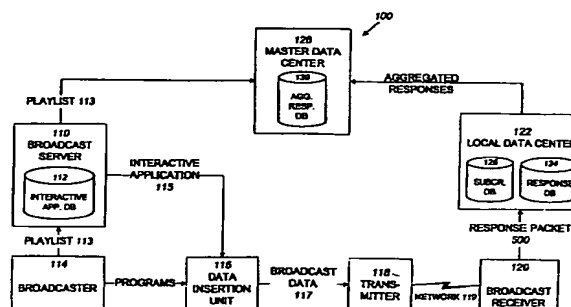 100
126
MASTER DATA
CENTER
130
AGG.
RESP.
DB
AGGREGATED
RESPONSES
PLAYLIST 113
110
BROADCAST
SERVER
112
INTERACTIVE
APP. DB
INTERACTIVE
APPLICATION
115
122
LOCAL DATA
CENTER
125
SUBCR.
DB
124
RESPONSE
DB
PLAYLIST 113
RESPONSE PACKET
500
114
BROADCASTER
PROGRAMS
116
DATA
INSERTION
UNIT
BROADCAST
DATA
117
118
TRANS-
MITTER
NETWORK 119
120
BROADCAST
RECEIVER